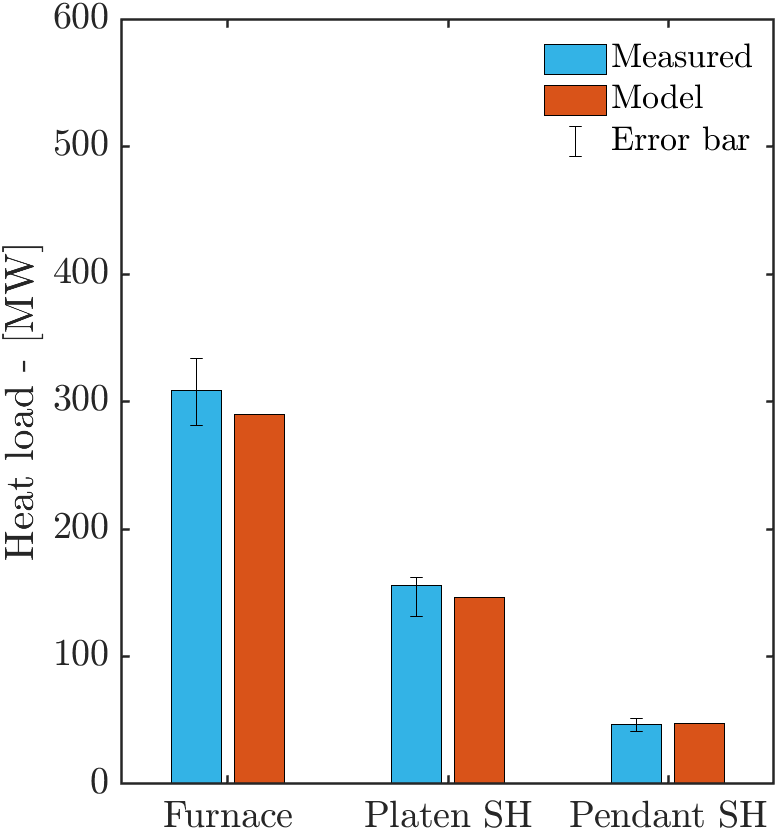 600
500
400
300
200
100
0
Heat load - [MW]
Measured
Model
Error bar
Furnace
Platen SH
Pendant SH